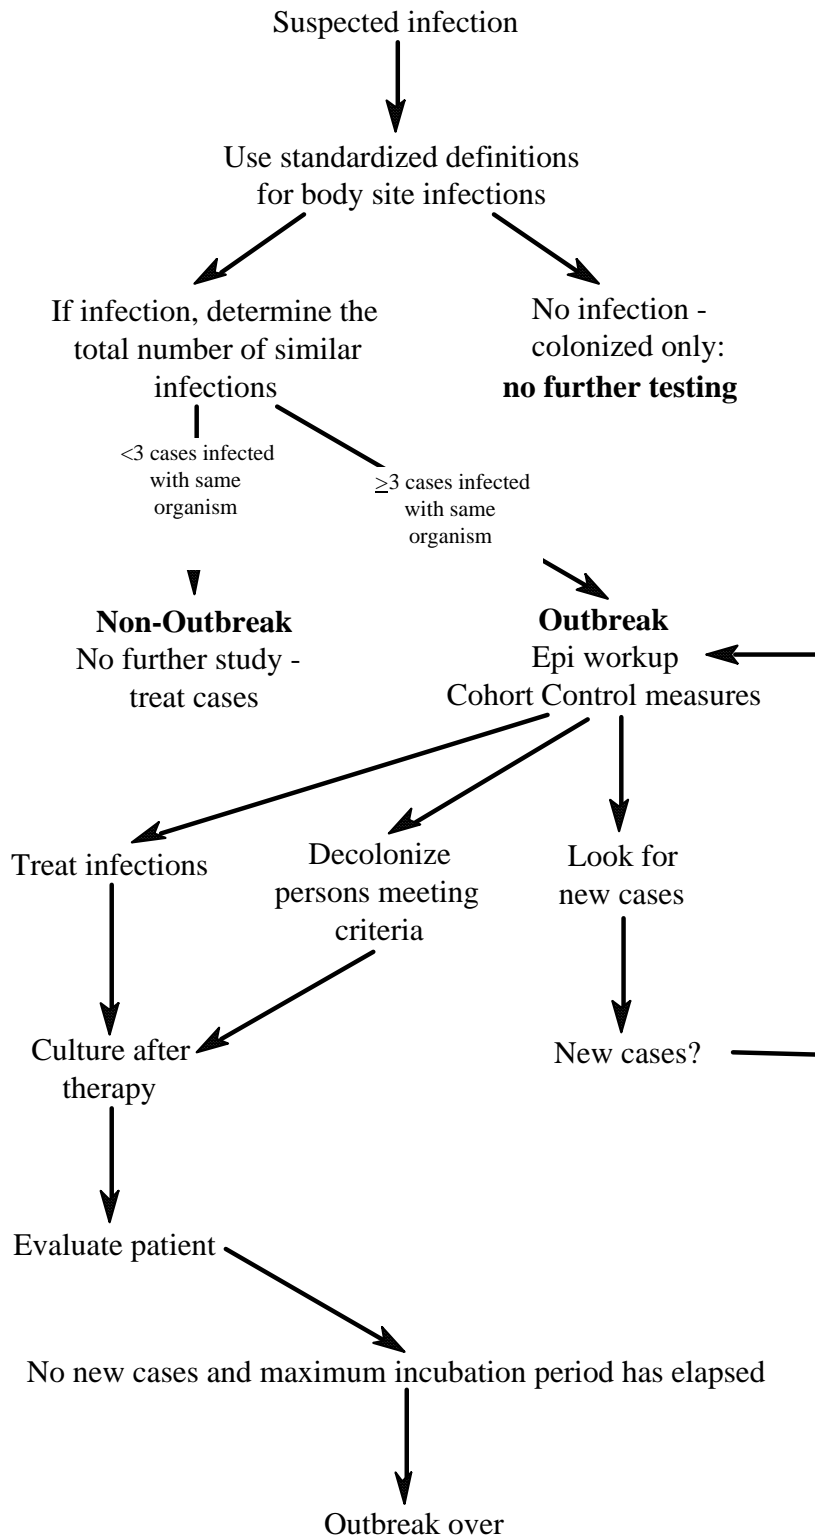 Suspected infection
Use standardized definitions
for body site infections
If infection, determine the
total number of similar
infections
No infection -
colonized only:
no further testing
<3 cases infected
with same
organism
≥3 cases infected
with same
organism
Non-Outbreak
No further study -
treat cases
Outbreak
Epi workup
Cohort Control measures
Treat infections
Decolonize
persons meeting
criteria
Look for
new cases
Culture after
therapy
New cases?
Evaluate patient
No new cases and maximum incubation period has elapsed
Outbreak over